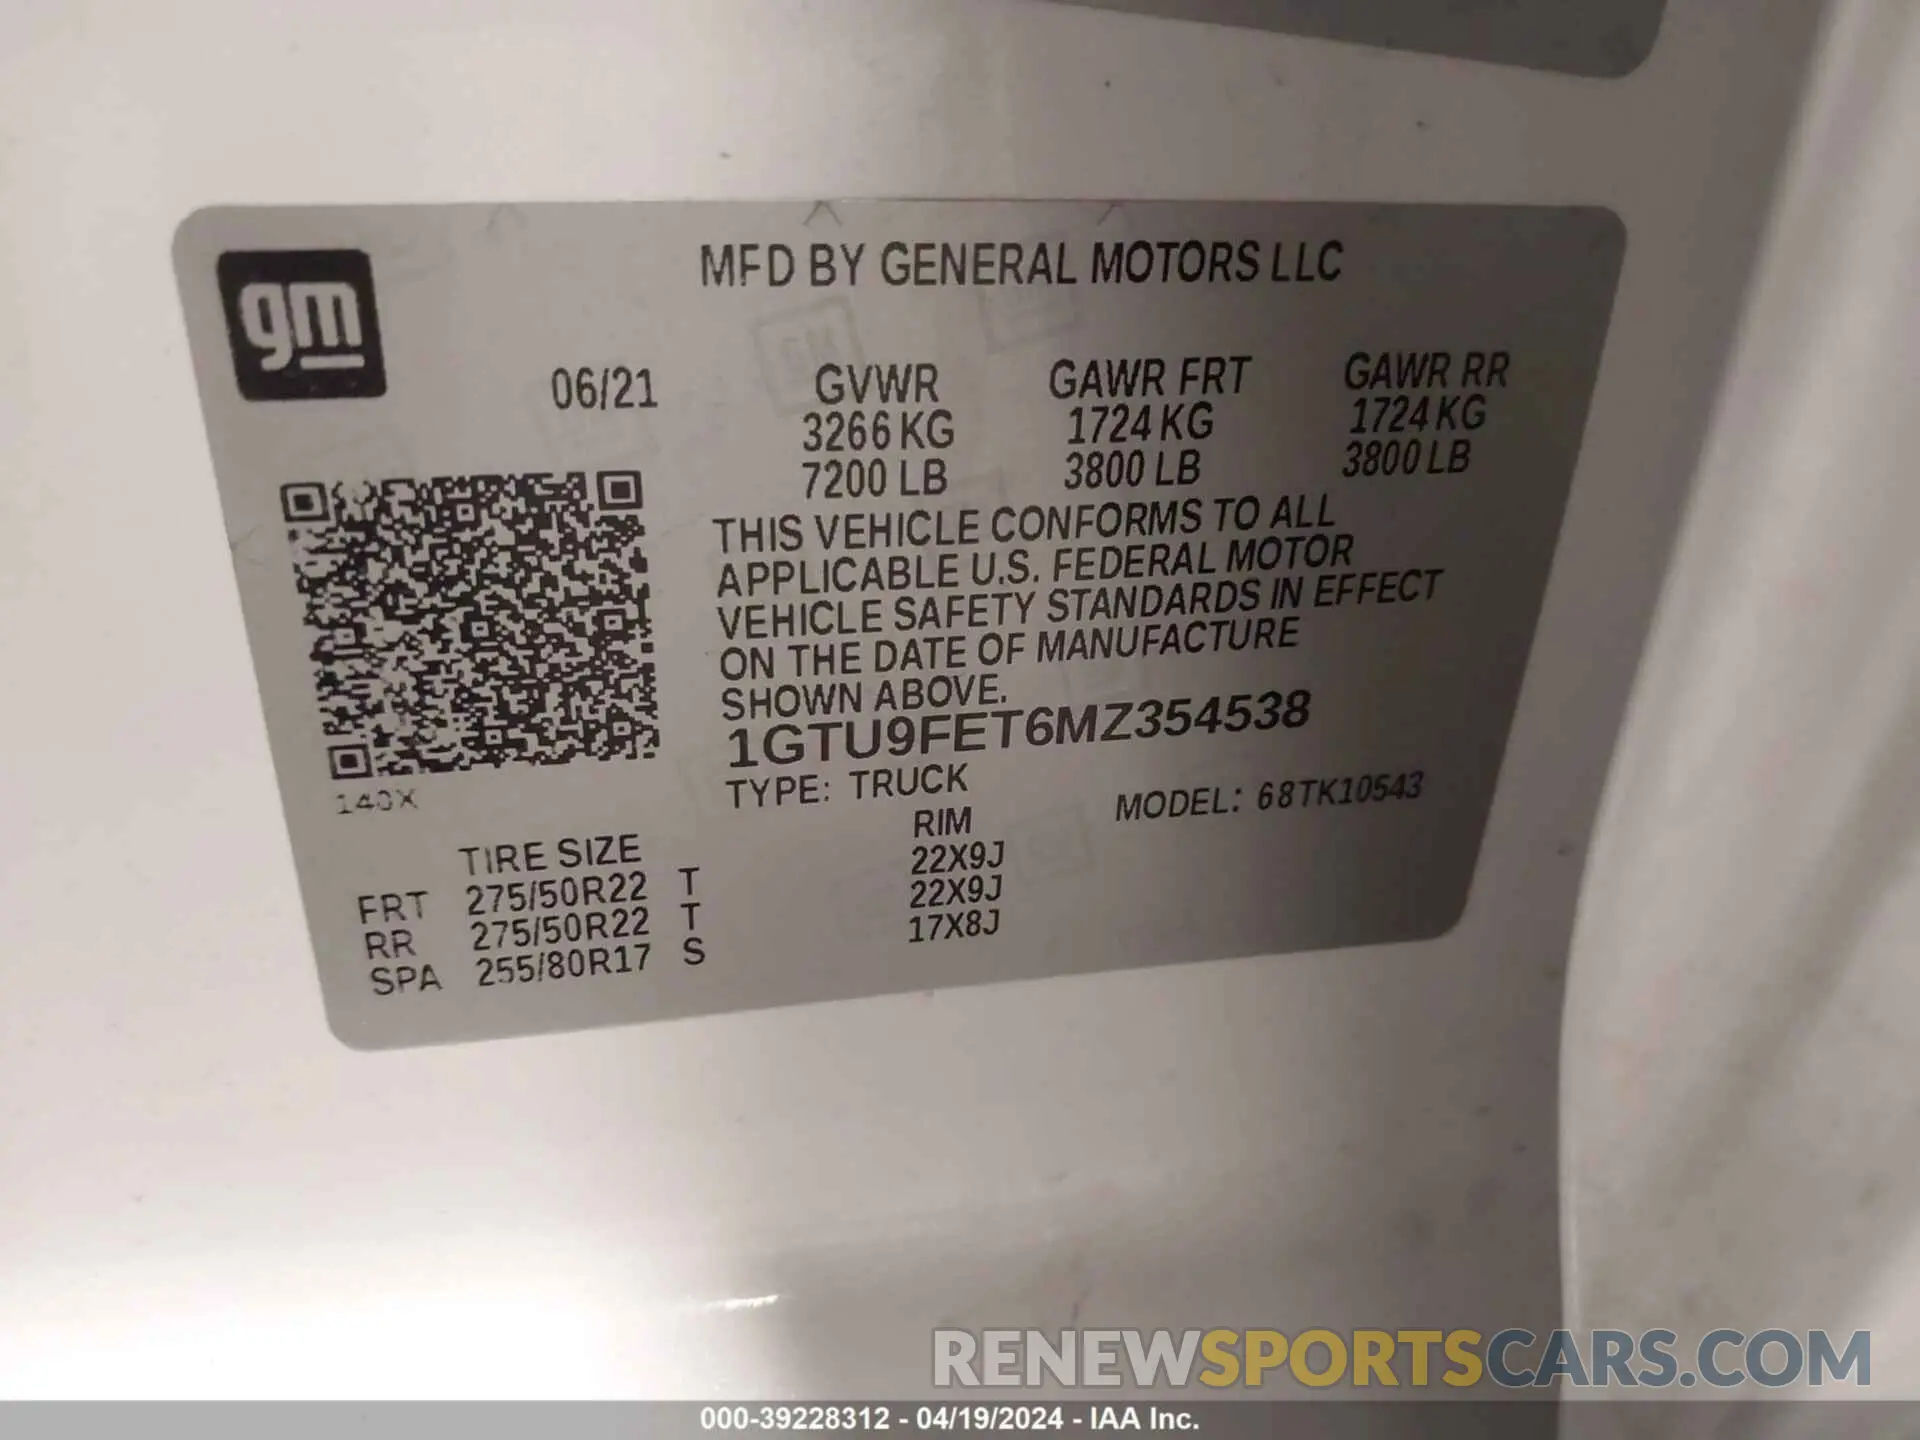 gm
MFD BY GENERAL MOTORS LLC
06/21 GVWR GAWR FRT GAWR RR
3266 KG 1724 KG 1724 KG
7200 LB 3800 LB 3800 LB
THIS VEHICLE CONFORMS TO ALL
APPLICABLE U.S. FEDERAL MOTOR
VEHICLE SAFETY STANDARDS IN EFFECT
ON THE DATE OF MANUFACTURE
SHOWN ABOVE.
1GTU9FET6MZ354538
TYPE: TRUCK MODEL: 68TK10543
140X
TIRE SIZE RIM
FRT 275/50R22 T 22X9J
RR 275/50R22 T 22X9J
SPA 255/80R17 S 17X8J
RENEWSPORTSCARS.COM
000-39228312 - 04/19/2024 - IAA Inc.